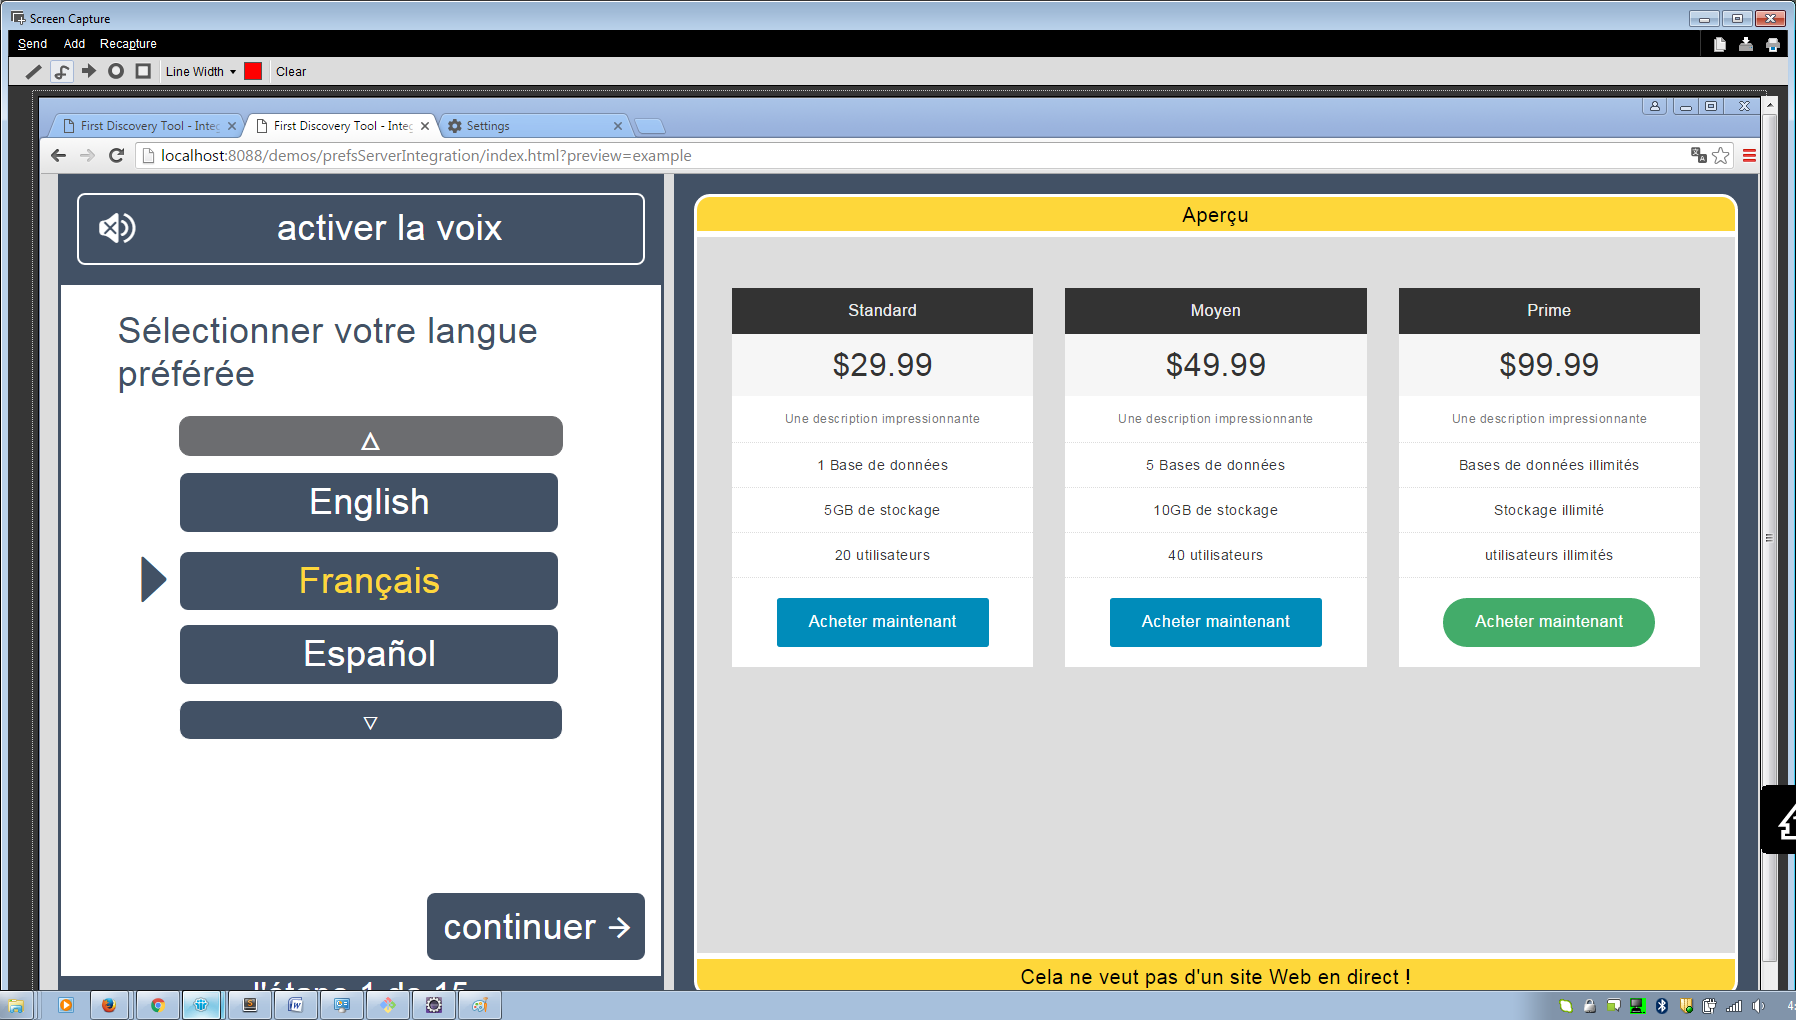 Screen Capture
Send Add Recapture
Line Width Clear
First Discovery Tool - Integ
First Discovery Tool - Integ
Settings
localhost:8088/demos/prefsServerIntegration/index.html?preview=example
activer la voix
Sélectionner votre langue
préférée
English
Français
Español
continuer →
l'étape 1 de 15
Aperçu
Standard
$29.99
Une description impressionnante
1 Base de données
5GB de stockage
20 utilisateurs
Acheter maintenant
Moyen
$49.99
Une description impressionnante
5 Bases de données
10GB de stockage
40 utilisateurs
Acheter maintenant
Prime
$99.99
Une description impressionnante
Bases de données illimités
Stockage illimité
utilisateurs illimités
Acheter maintenant
Cela ne veut pas d'un site Web en direct !